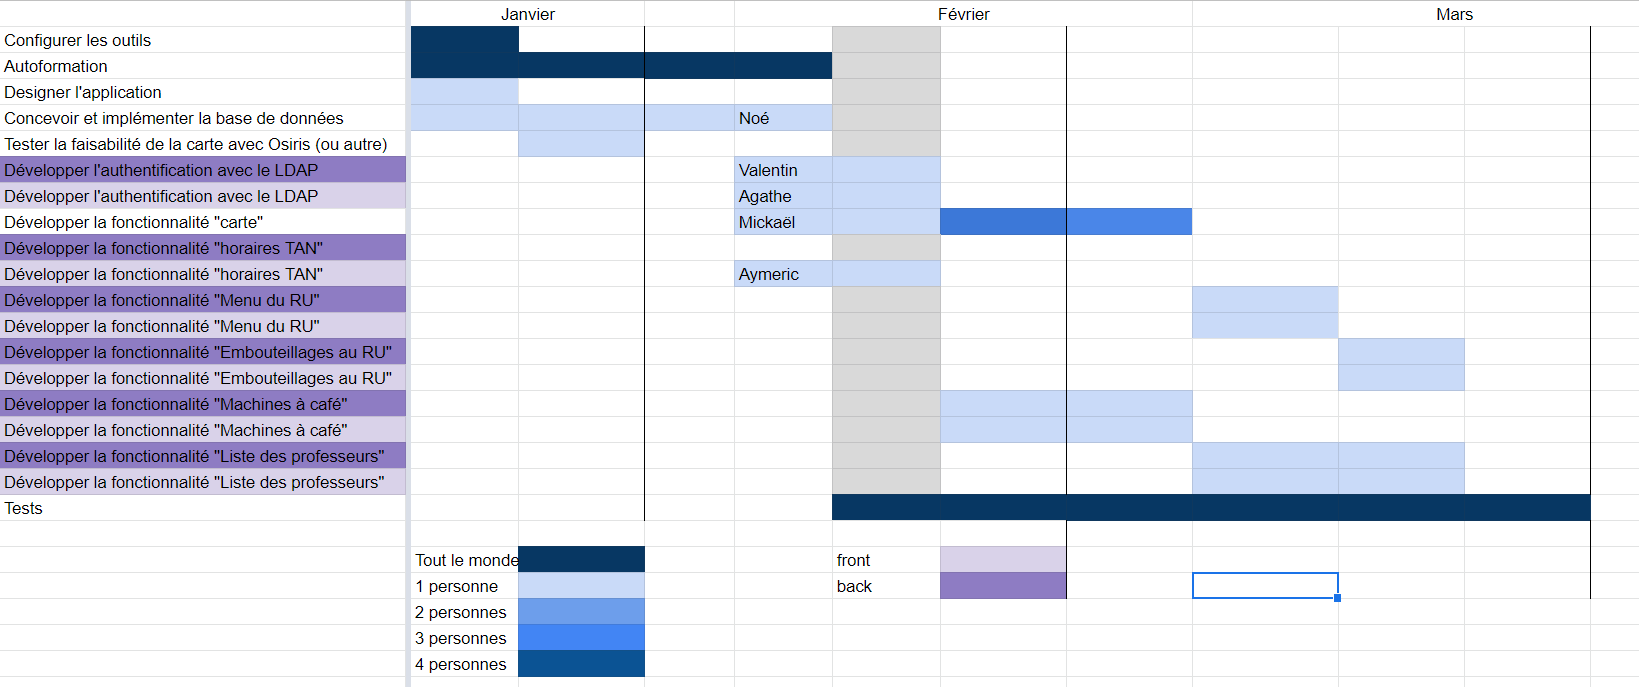 Janvier Février Mars
Configurer les outils
Autoformation
Designer l'application
Concevoir et implémenter la base de données Noé
Tester la faisabilité de la carte avec Osiris (ou autre)
Développer l'authentification avec le LDAP Valentin
Développer l'authentification avec le LDAP Agathe
Développer la fonctionnalité "carte" Mickaël
Développer la fonctionnalité "horaires TAN"
Développer la fonctionnalité "horaires TAN" Aymeric
Développer la fonctionnalité "Menu du RU"
Développer la fonctionnalité "Menu du RU"
Développer la fonctionnalité "Embouteillages au RU"
Développer la fonctionnalité "Embouteillages au RU"
Développer la fonctionnalité "Machines à café"
Développer la fonctionnalité "Machines à café"
Développer la fonctionnalité "Liste des professeurs"
Développer la fonctionnalité "Liste des professeurs"
Tests
Tout le monde front
1 personne back
2 personnes
3 personnes
4 personnes